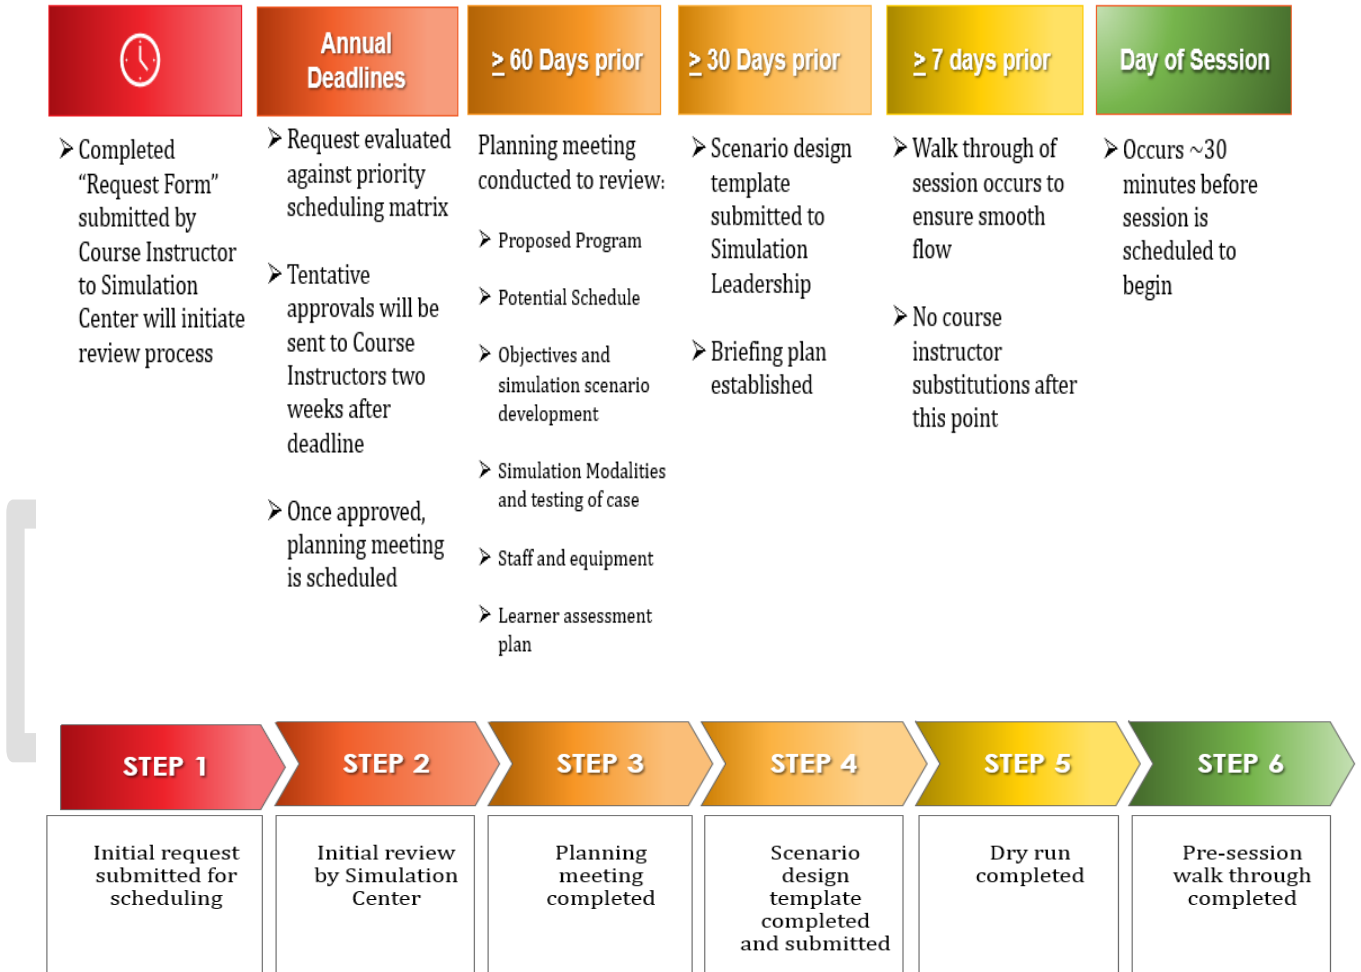 Annual
Deadlines
≥ 60 Days prior
≥ 30 Days prior
≥ 7 days prior
Day of Session
➢ Completed
“Request Form”
submitted by
Course Instructor
to Simulation
Center will initiate
review process
➢ Request evaluated
against priority
scheduling matrix
➢ Tentative
approvals will be
sent to Course
Instructors two
weeks after
deadline
➢ Once approved,
planning meeting
is scheduled
Planning meeting
conducted to review:
➢ Proposed Program
➢ Potential Schedule
➢ Objectives and
simulation scenario
development
➢ Simulation Modalities
and testing of case
➢ Staff and equipment
➢ Learner assessment
plan
➢ Scenario design
template
submitted to
Simulation
Leadership
➢ Briefing plan
established
➢ Walk through of
session occurs to
ensure smooth
flow
➢ No course
instructor
substitutions after
this point
➢ Occurs ~30
minutes before
session is
scheduled to
begin
STEP 1
STEP 2
STEP 3
STEP 4
STEP 5
STEP 6
Initial request
submitted for
scheduling
Initial review
by Simulation
Center
Planning
meeting
completed
Scenario
design
template
completed
and submitted
Dry run
completed
Pre-session
walk through
completed